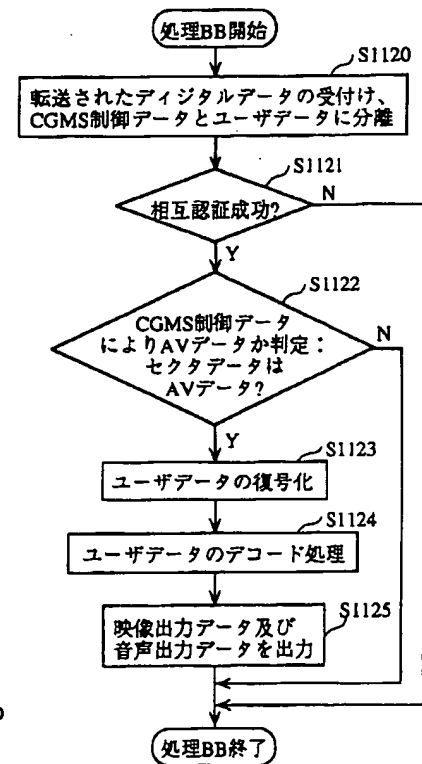 処理BB開始
S1120
転送されたディジタルデータの受付け、
CGMS制御データとユーザデータに分離
S1121
相互認証成功?
N
Y
S1122
CGMS制御データ
によりAVデータか判定：
セクタデータは
AVデータ?
N
Y
S1123
ユーザデータの復号化
S1124
ユーザデータのデコード処理
S1125
映像出力データ及び
音声出力データを出力
処理BB終了